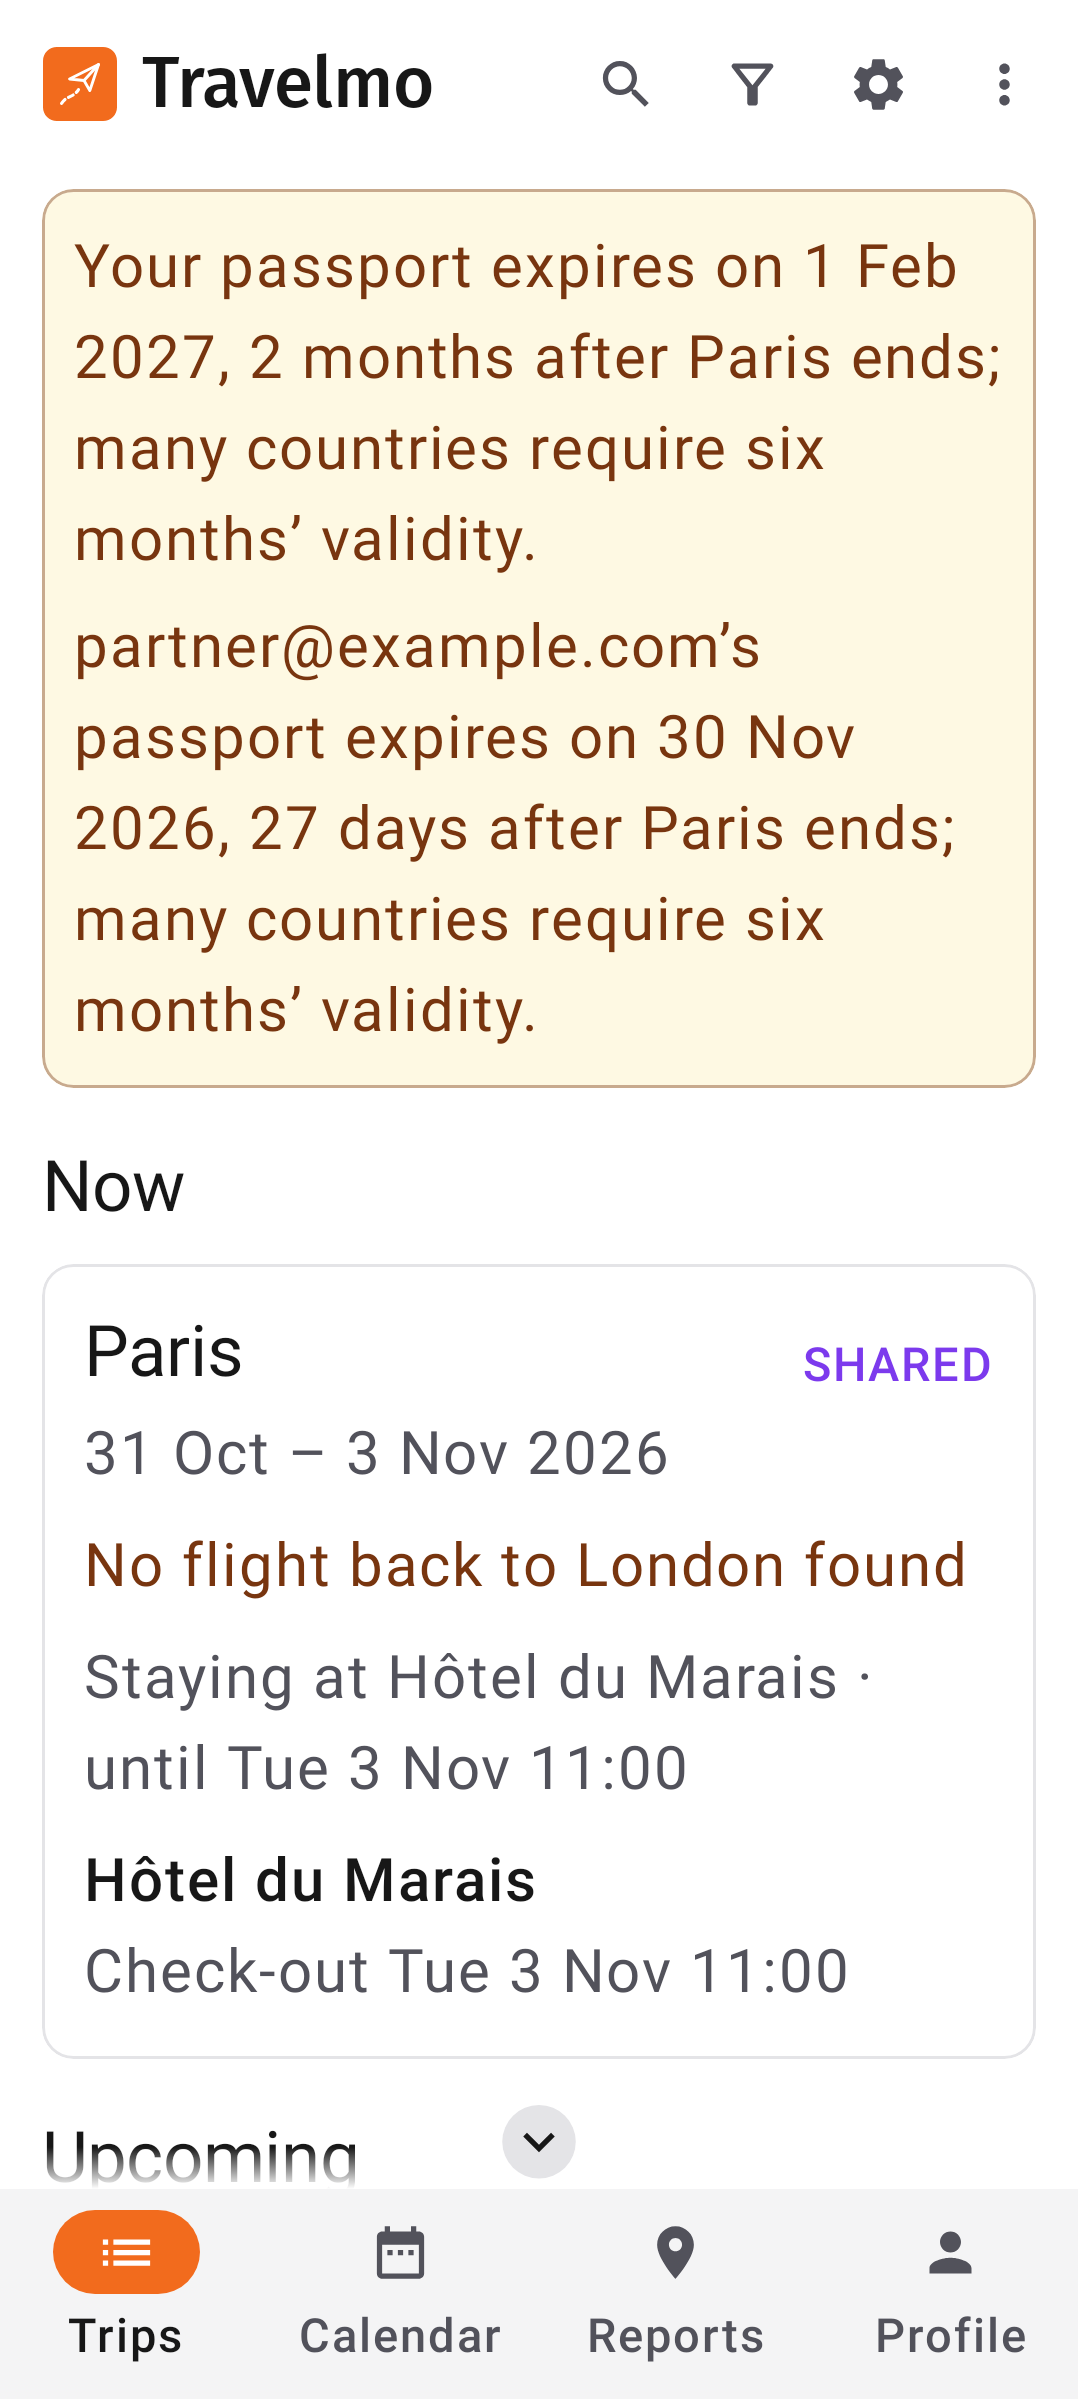 Travelmo
Your passport expires on 1 Feb
2027, 2 months after Paris ends;
many countries require six
months’ validity.
partner@example.com’s
passport expires on 30 Nov
2026, 27 days after Paris ends;
many countries require six
months’ validity.
Now
Paris
SHARED
31 Oct – 3 Nov 2026
No flight back to London found
Staying at Hôtel du Marais ·
until Tue 3 Nov 11:00
Hôtel du Marais
Check-out Tue 3 Nov 11:00
Upcoming
Trips
Calendar
Reports
Profile